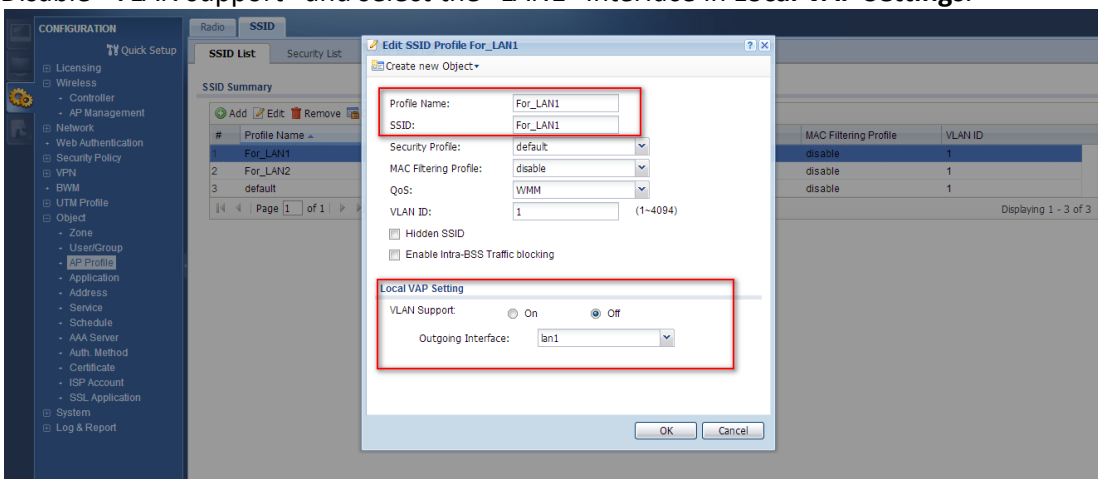 Disable "VLAN support" and select the "LAN1" interface in Local VAP Settings.
CONFIGURATION
Quick Setup
Licensing
Wireless
Controller
AP Management
Network
Web Authentication
Security Policy
VPN
BWM
UTM Profile
Object
Zone
User/Group
AP Profile
Application
Address
Service
Schedule
AAA Server
Auth. Method
Certificate
ISP Account
SSL Application
System
Log & Report
Radio SSID
SSID List Security List
SSID Summary
Add Edit Remove
# Profile Name MAC Filtering Profile VLAN ID
1 For_LAN1 disable 1
2 For_LAN2 disable 1
3 default disable 1
Page 1 of 1 Displaying 1 - 3 of 3
Edit SSID Profile For_LAN1
Create new Object
Profile Name: For_LAN1
SSID: For_LAN1
Security Profile: default
MAC Filtering Profile: disable
QoS: WMM
VLAN ID: 1 (1~4094)
Hidden SSID
Enable Intra-BSS Traffic blocking
Local VAP Setting
VLAN Support: On Off
Outgoing Interface: lan1
OK Cancel